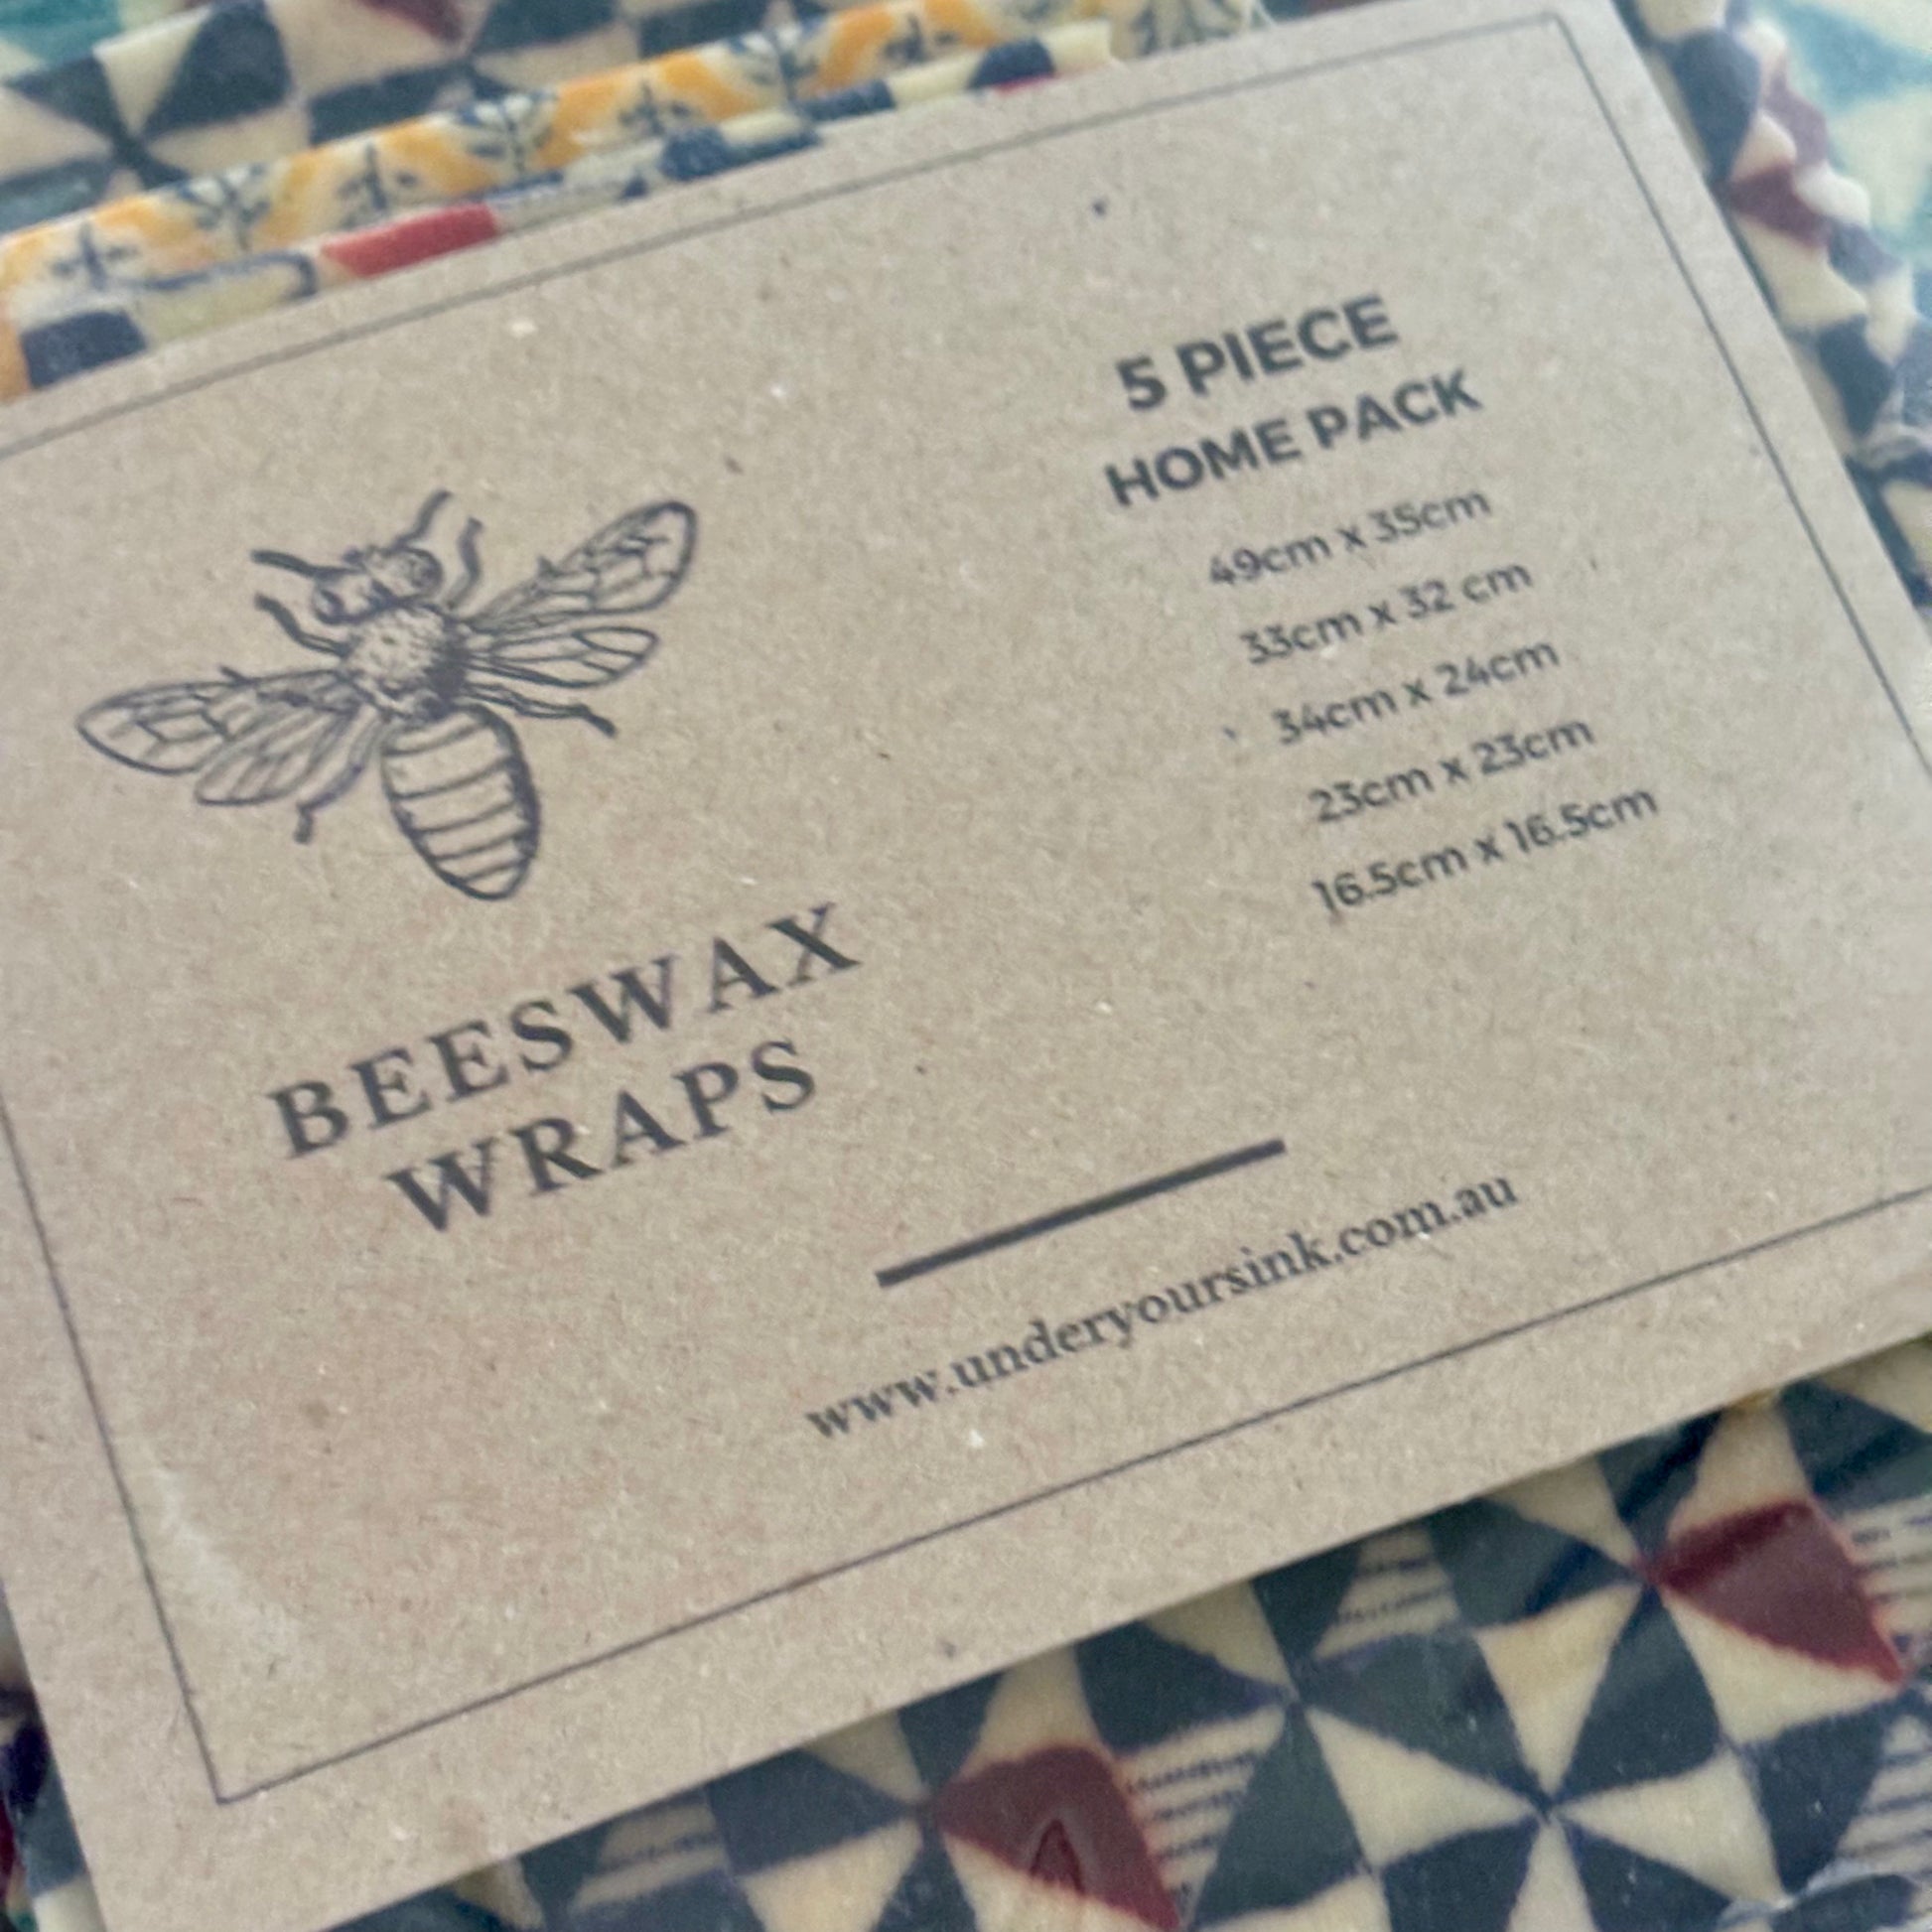 5 PIECE
HOME PACK
49cm x 35cm
33cm x 32 cm
34cm x 24cm
23cm x 23cm
16.5cm x 16.5cm
BEESWAX
WRAPS
www.underyoursink.com.au